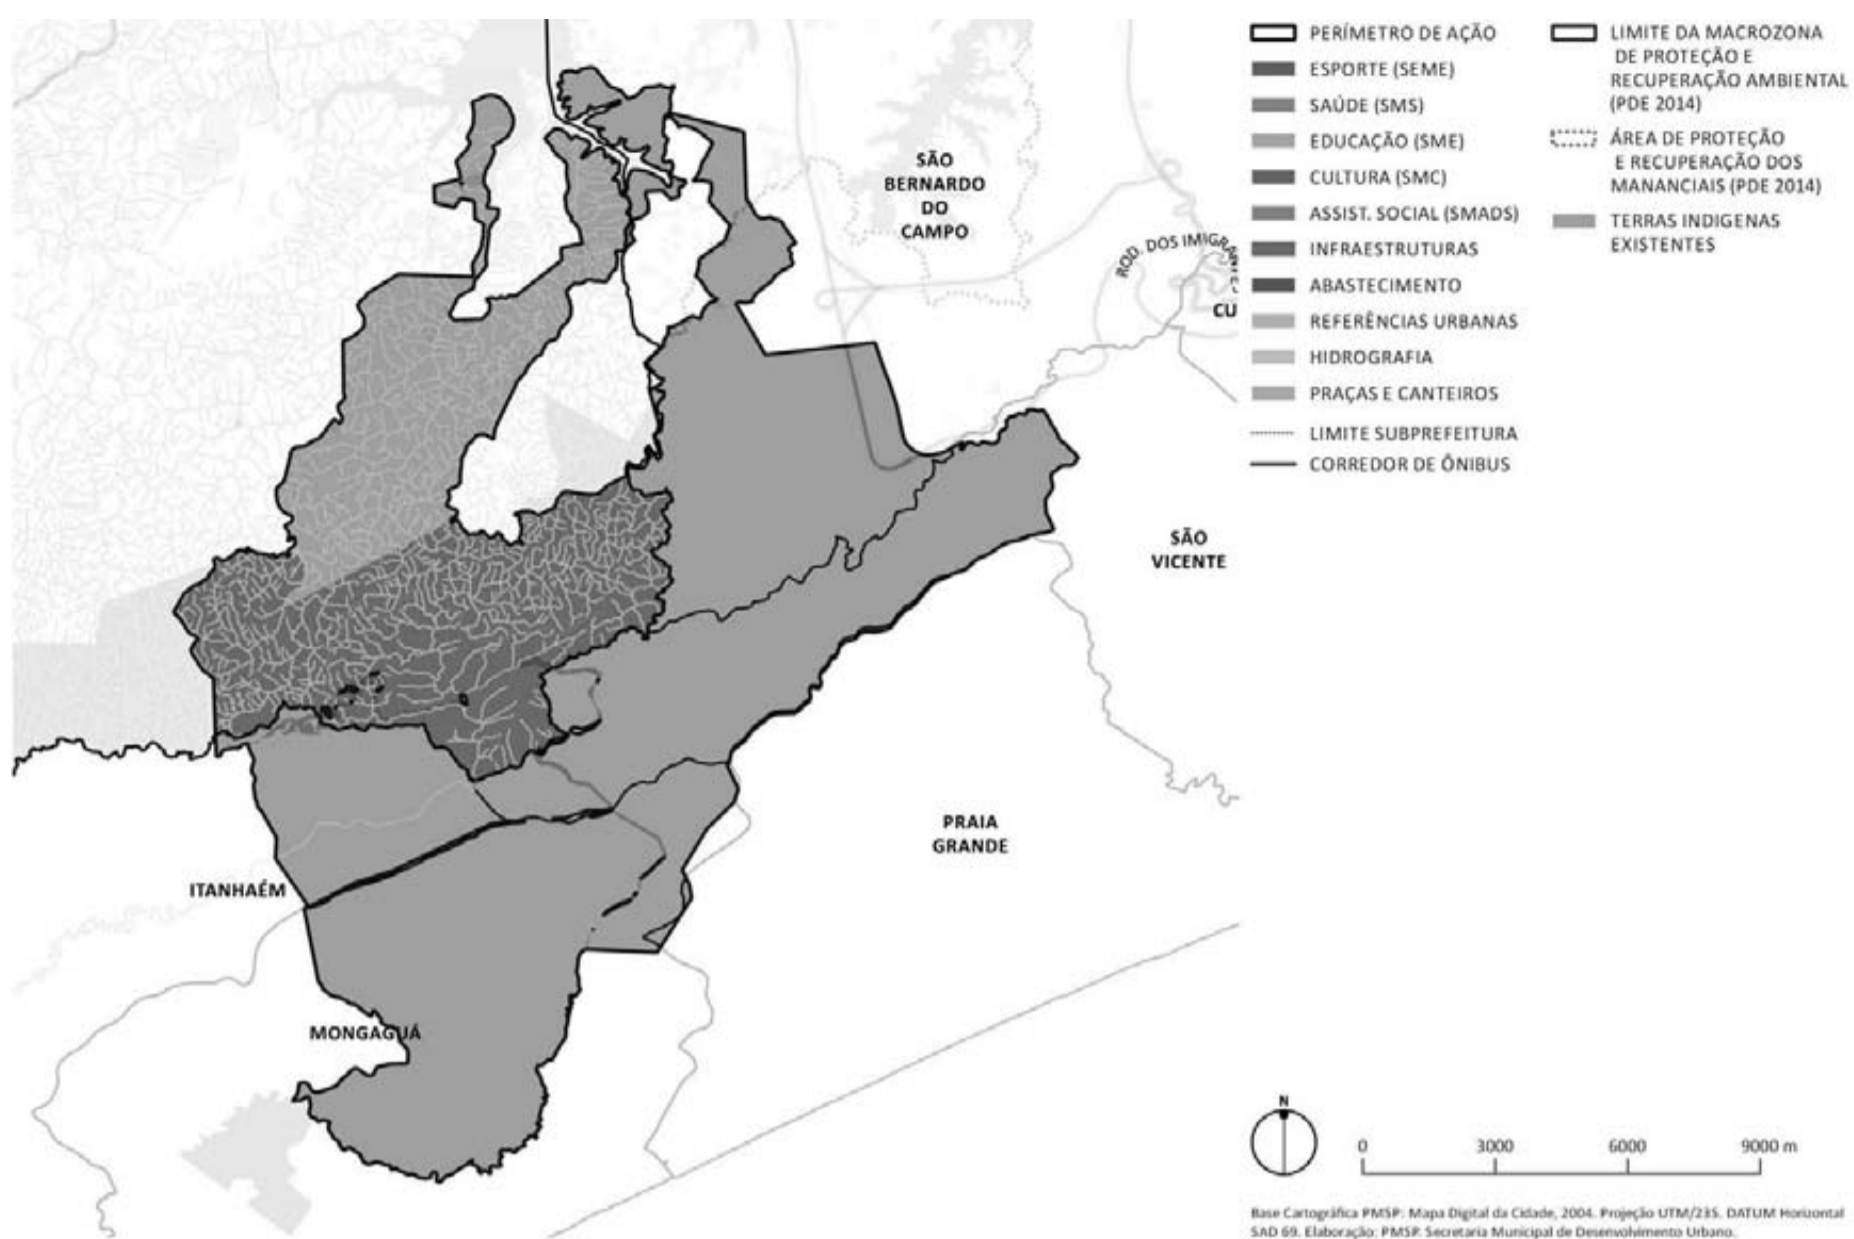 SÃO
BERNARDO
DO
CAMPO
ROD. DOS IMIGRAN
CU
SÃO
VICENTE
PRAIA
GRANDE
ITANHAÉM
MONGAGUÁ
PERÍMETRO DE AÇÃO
ESPORTE (SEME)
SAÚDE (SMS)
EDUCAÇÃO (SME)
CULTURA (SMC)
ASSIST. SOCIAL (SMADS)
INFRAESTRUTURAS
ABASTECIMENTO
REFERÊNCIAS URBANAS
HIDROGRAFIA
PRAÇAS E CANTEIROS
LIMITE SUBPREFEITURA
CORREDOR DE ÔNIBUS
LIMITE DA MACROZONA
DE PROTEÇÃO E
RECUPERAÇÃO AMBIENTAL
(PDE 2014)
ÁREA DE PROTEÇÃO
E RECUPERAÇÃO DOS
MANANCIAIS (PDE 2014)
TERRAS INDIGENAS
EXISTENTES
N
0 3000 6000 9000 m
Base Cartográfica PMSP: Mapa Digital da Cidade, 2004. Projeção UTM/23S. DATUM Horizontal
SAD 69. Elaboração: PMSP. Secretaria Municipal de Desenvolvimento Urbano.